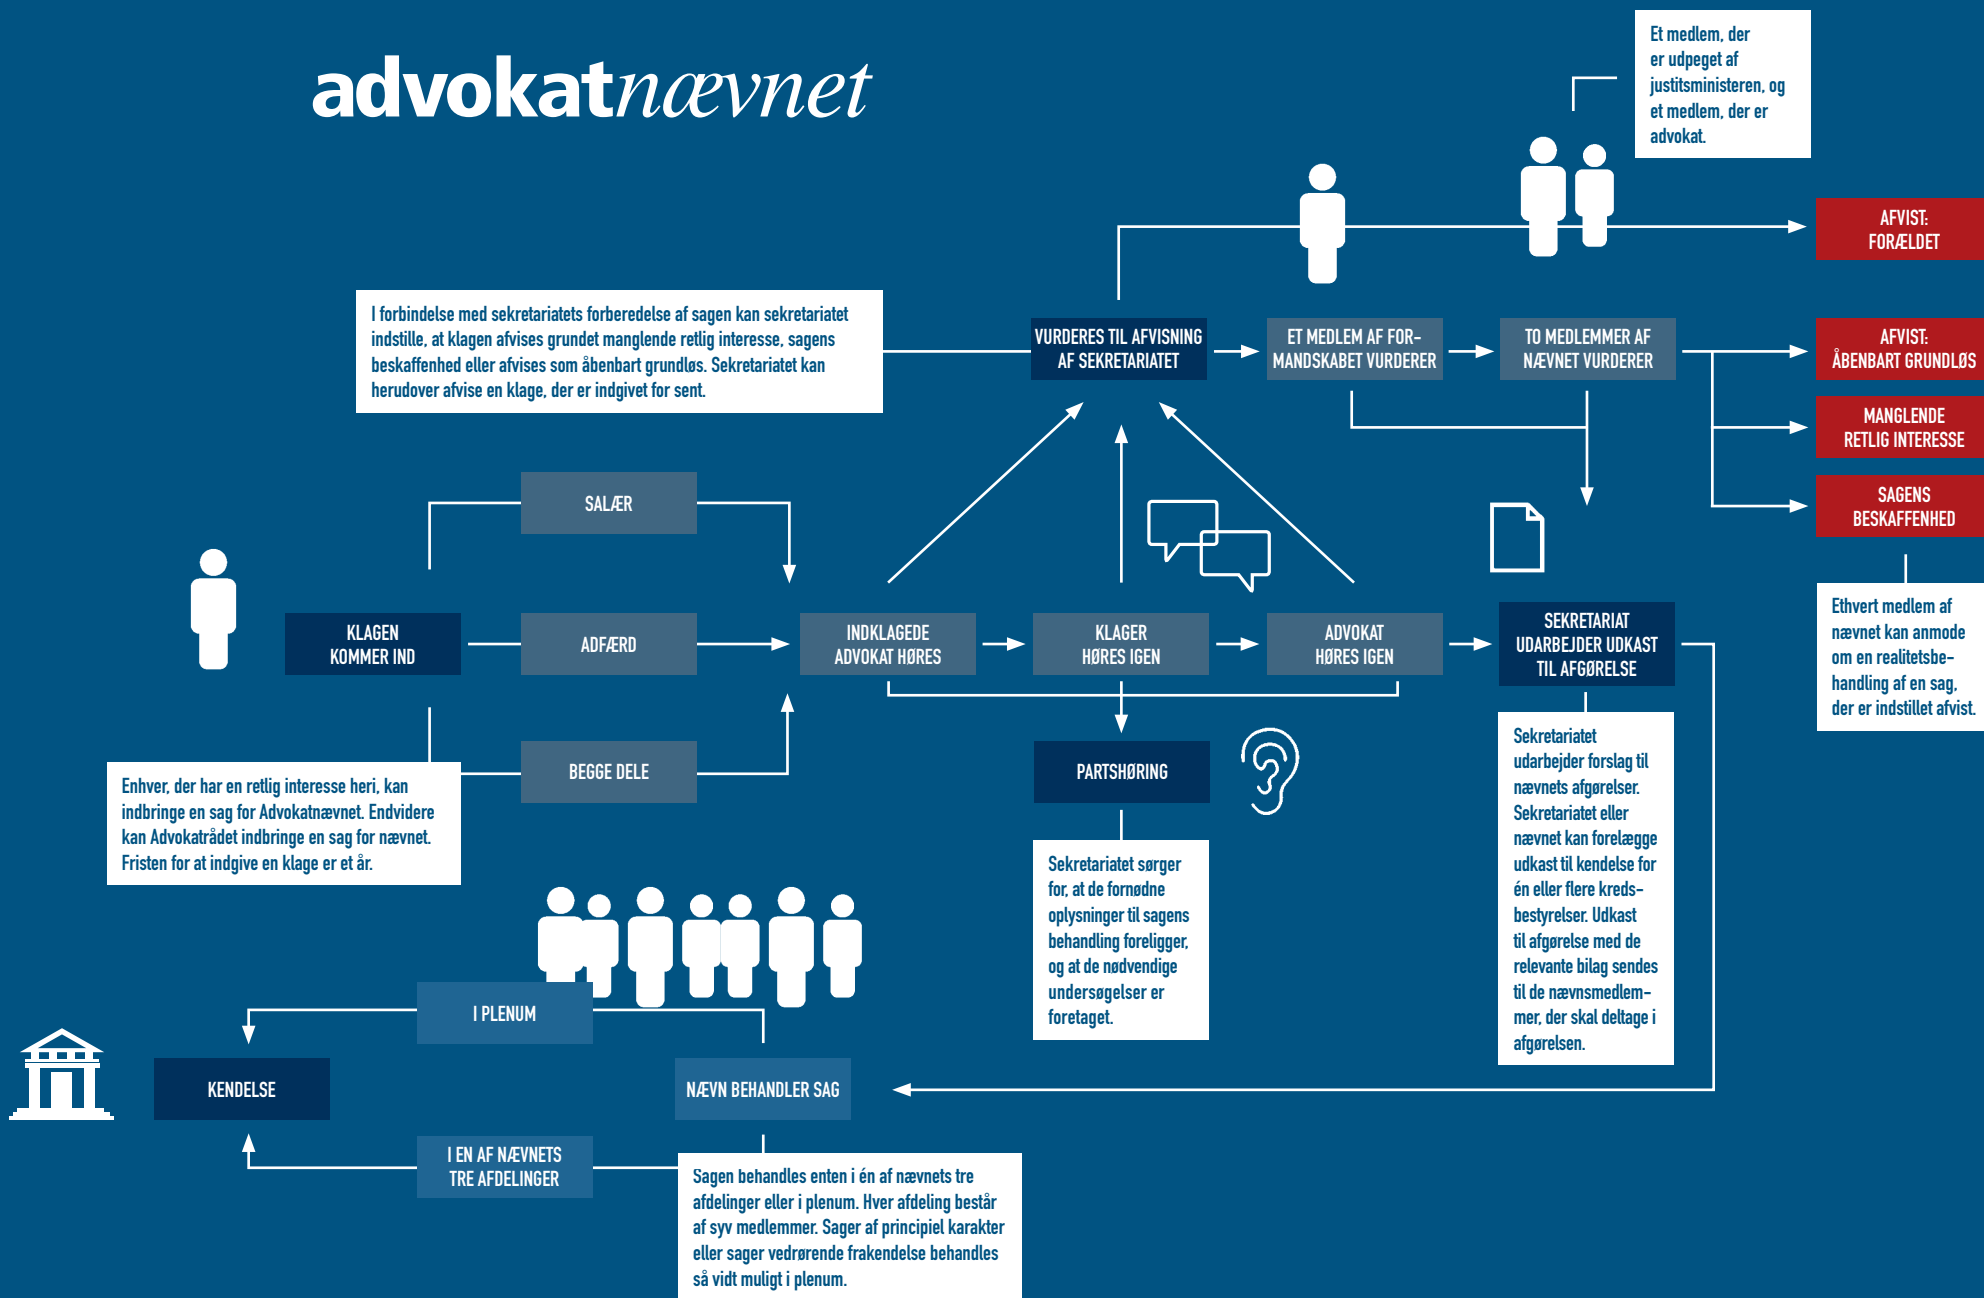 advokatnævnet
Et medlem, der
er udpeget af
justitsministeren, og
et medlem, der er
advokat.
AFVIST:
FORÆLDET
I forbindelse med sekretariatets forberedelse af sagen kan sekretariatet
indstille, at klagen afvises grundet manglende retlig interesse, sagens
beskaffenhed eller afvises som åbenbart grundløs. Sekretariatet kan
herudover afvise en klage, der er indgivet for sent.
VURDERES TIL AFVISNING
AF SEKRETARIATET
ET MEDLEM AF FOR-
MANDSKABET VURDERER
TO MEDLEMMER AF
NÆVNET VURDERER
AFVIST:
ÅBENBART GRUNDLØS
MANGLENDE
RETLIG INTERESSE
SAGENS
BESKAFFENHED
Ethvert medlem af
nævnet kan anmode
om en realitetsbe-
handling af en sag,
der er indstillet afvist.
SALÆR
KLAGEN
KOMMER IND
ADFÆRD
BEGGE DELE
INDKLAGEDE
ADVOKAT HØRES
KLAGER
HØRES IGEN
ADVOKAT
HØRES IGEN
SEKRETARIAT
UDARBEJDER UDKAST
TIL AFGØRELSE
Enhver, der har en retlig interesse heri, kan
indbringe en sag for Advokatnævnet. Endvidere
kan Advokatrådet indbringe en sag for nævnet.
Fristen for at indgive en klage er et år.
PARTSHØRING
Sekretariatet sørger
for, at de fornødne
oplysninger til sagens
behandling foreligger,
og at de nødvendige
undersøgelser er
foretaget.
Sekretariatet
udarbejder forslag til
nævnets afgørelser.
Sekretariatet eller
nævnet kan forelægge
udkast til kendelse for
én eller flere kreds-
bestyrelser. Udkast
til afgørelse med de
relevante bilag sendes
til de nævnsmedlem-
mer, der skal deltage i
afgørelsen.
I PLENUM
KENDELSE
NÆVN BEHANDLER SAG
I EN AF NÆVNETS
TRE AFDELINGER
Sagen behandles enten i én af nævnets tre
afdelinger eller i plenum. Hver afdeling består
af syv medlemmer. Sager af principiel karakter
eller sager vedrørende frakendelse behandles
så vidt muligt i plenum.